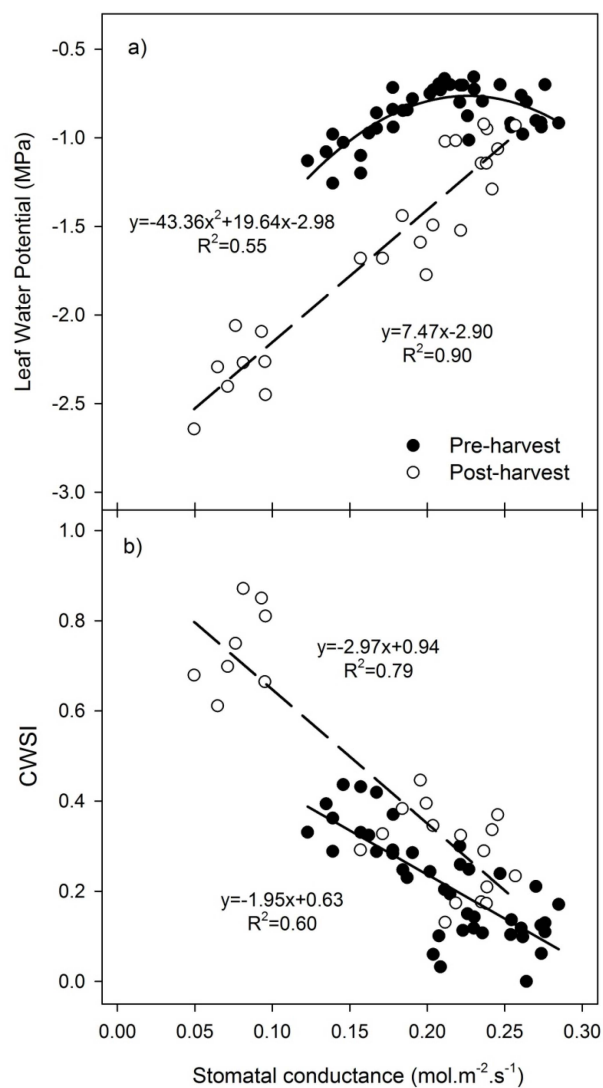 a)
-0.5
-1.0
-1.5
-2.0
-2.5
-3.0
Leaf Water Potential (MPa)
y=-43.36x²+19.64x-2.98
R²=0.55
y=7.47x-2.90
R²=0.90
Pre-harvest
Post-harvest
b)
1.0
0.8
0.6
0.4
0.2
0.0
CWSI
y=-2.97x+0.94
R²=0.79
y=-1.95x+0.63
R²=0.60
0.00 0.05 0.10 0.15 0.20 0.25 0.30
Stomatal conductance (mol.m⁻².s⁻¹)